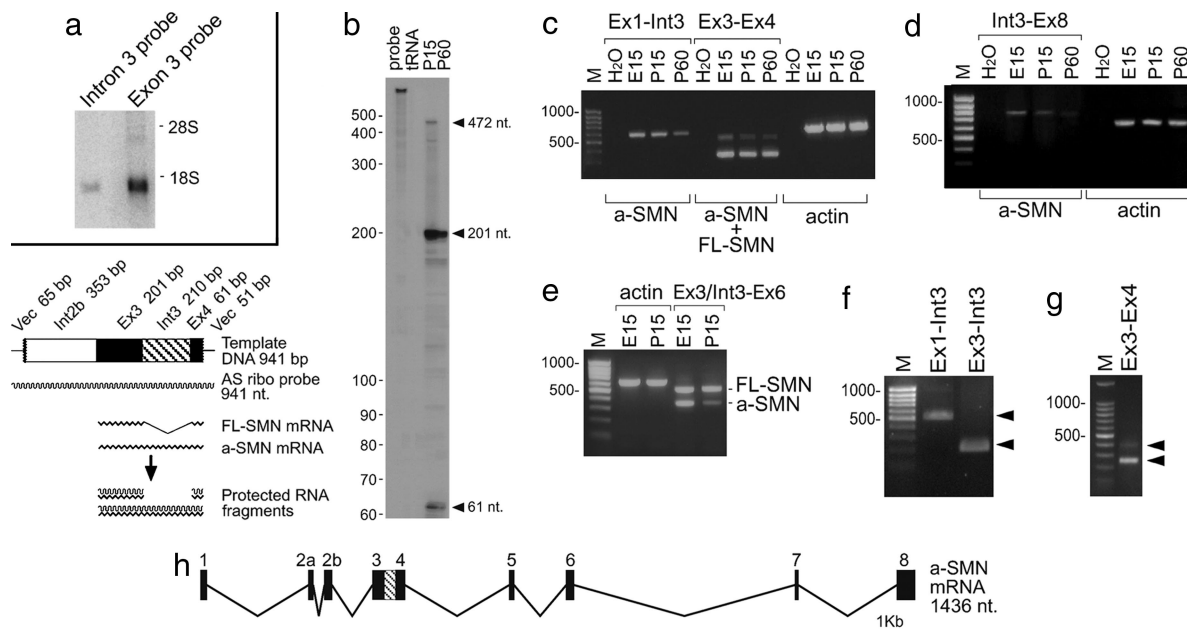 a
Intron 3 probe
Exon 3 probe
- 28S
- 18S
Vec 65 bp
Int2b 353 bp
Ex3 201 bp
Int3 210 bp
Ex4 61 bp
Vec 51 bp
Template
DNA 941 bp
AS ribo probe
941 nt.
FL-SMN mRNA
a-SMN mRNA
Protected RNA
fragments
b
probe
tRNA
P15
P60
500 -
400 -
300 -
200 -
100 -
90 -
80 -
70 -
60 -
472 nt.
201 nt.
61 nt.
c
Ex1-Int3 Ex3-Ex4
M H2O E15 P15 P60 H2O E15 P15 P60 H2O E15 P15 P60
1000-
500-
a-SMN a-SMN actin
+
FL-SMN
d
Int3-Ex8
M H2O E15 P15 P60 H2O E15 P15 P60
1000-
500-
a-SMN actin
e
actin Ex3/Int3-Ex6
M E15 P15 E15 P15
1000-
500-
- FL-SMN
- a-SMN
f
M Ex1-Int3 Ex3-Int3
1000-
500-
g
M Ex3-Ex4
1000-
500-
h
1 2a 2b 3 4 5 6 7 8
a-SMN
mRNA
1436 nt.
1Kb